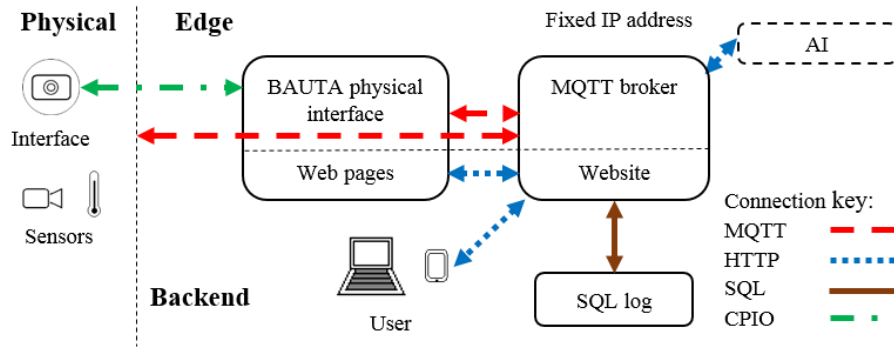 Physical
Edge
Fixed IP address
AI
BAUTA physical
interface
MQTT broker
Interface
Web pages
Website
Sensors
Connection key:
MQTT
HTTP
SQL
CPIO
Backend
User
SQL log